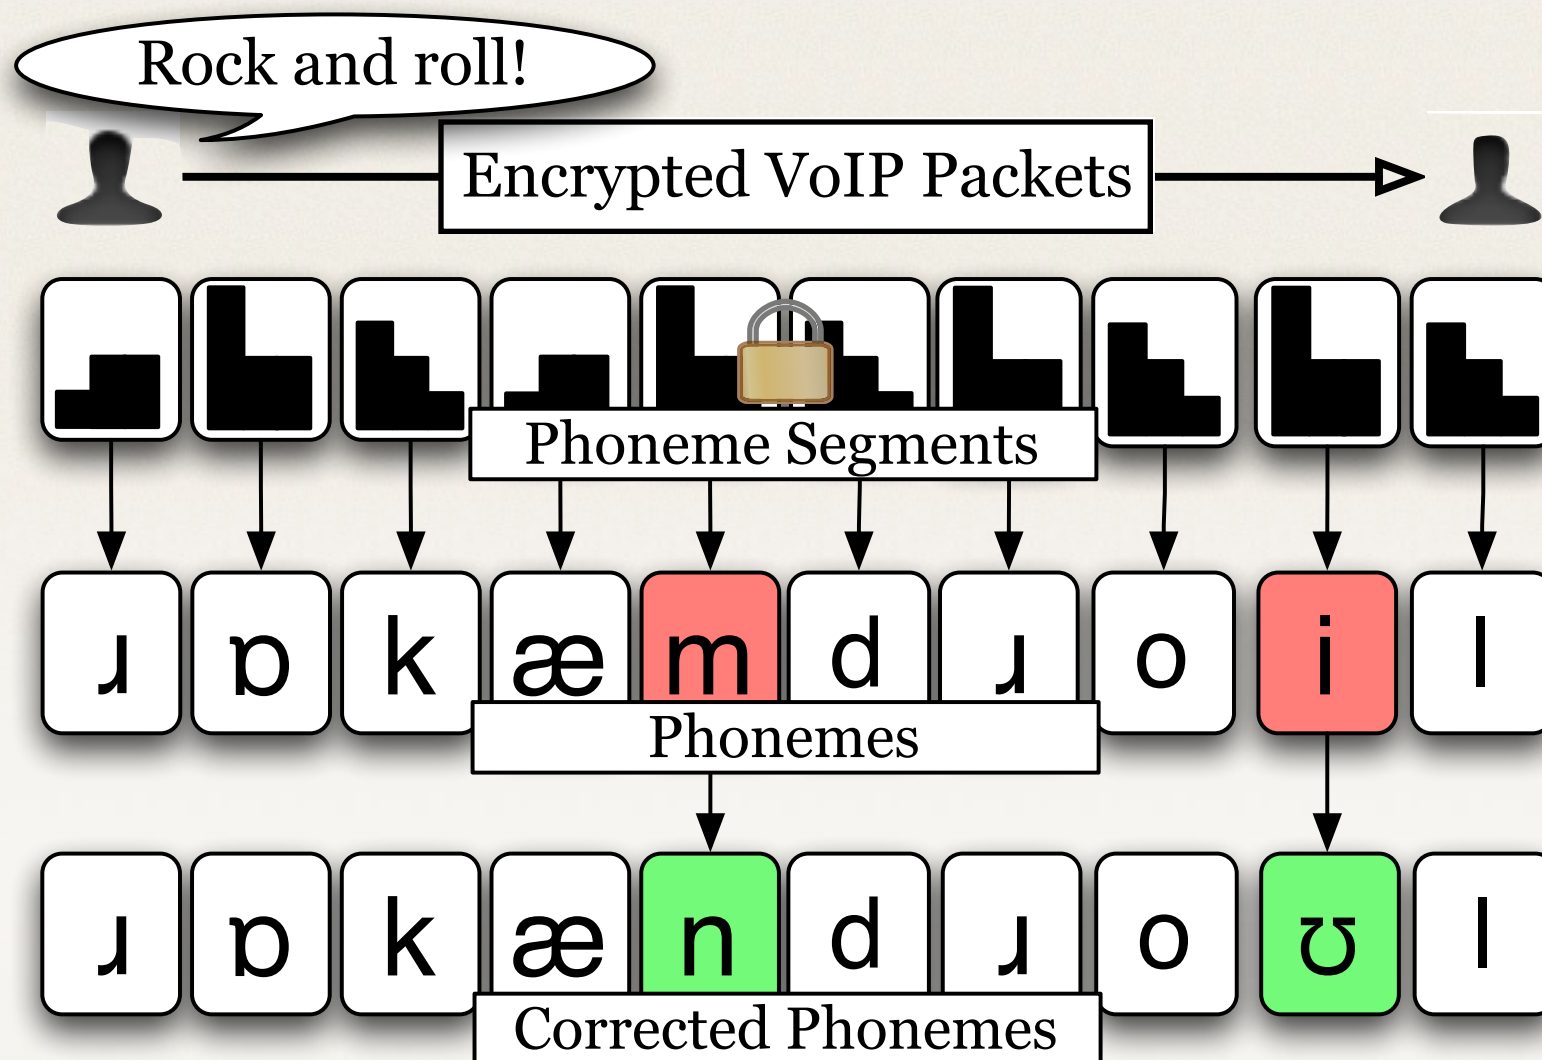 Rock and roll!
Encrypted VoIP Packets
Phoneme Segments
ɹ ɒ k æ m d ɹ o i l
Phonemes
ɹ ɒ k æ n d ɹ o ʊ l
Corrected Phonemes